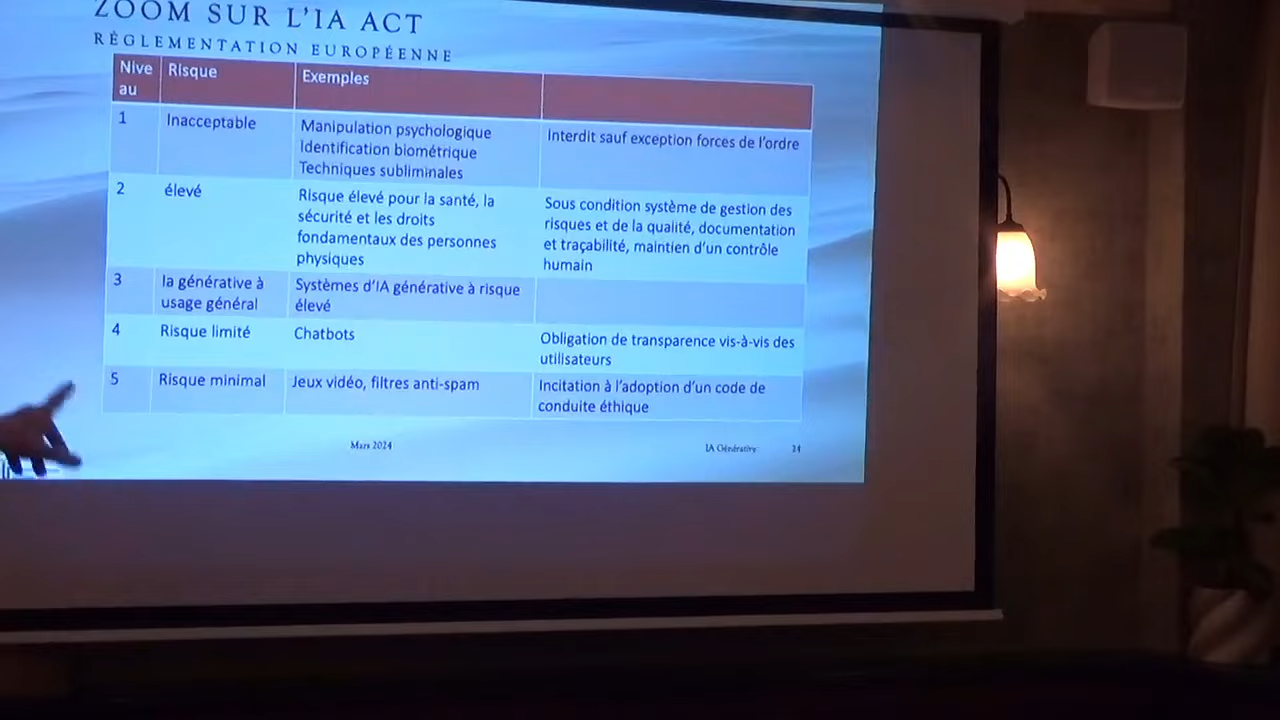 ZOOM SUR L'IA ACT
RÈGLEMENTATION EUROPÉENNE
Nive
au
Risque
Exemples
1
Inacceptable
Manipulation psychologique
Identification biométrique
Techniques subliminales
Interdit sauf exception forces de l'ordre
2
élevé
Risque élevé pour la santé, la
sécurité et les droits
fondamentaux des personnes
physiques
Sous condition système de gestion des
risques et de la qualité, documentation
et traçabilité, maintien d'un contrôle
humain
3
Ia générative à
usage général
Systèmes d'IA générative à risque
élevé
4
Risque limité
Chatbots
Obligation de transparence vis-à-vis des
utilisateurs
5
Risque minimal
Jeux vidéo, filtres anti-spam
Incitation à l'adoption d'un code de
conduite éthique
Mars 2024
IA Générative
24